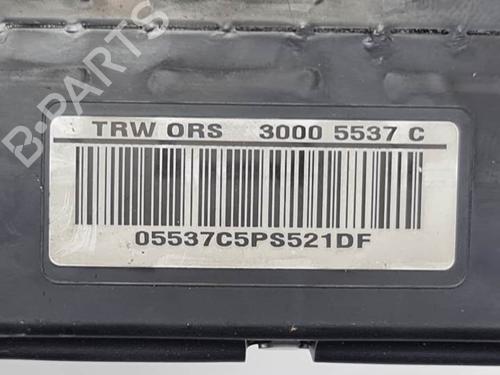 B-PARTS
TRW ORS 3000 5537 C
05537C5PS521DF